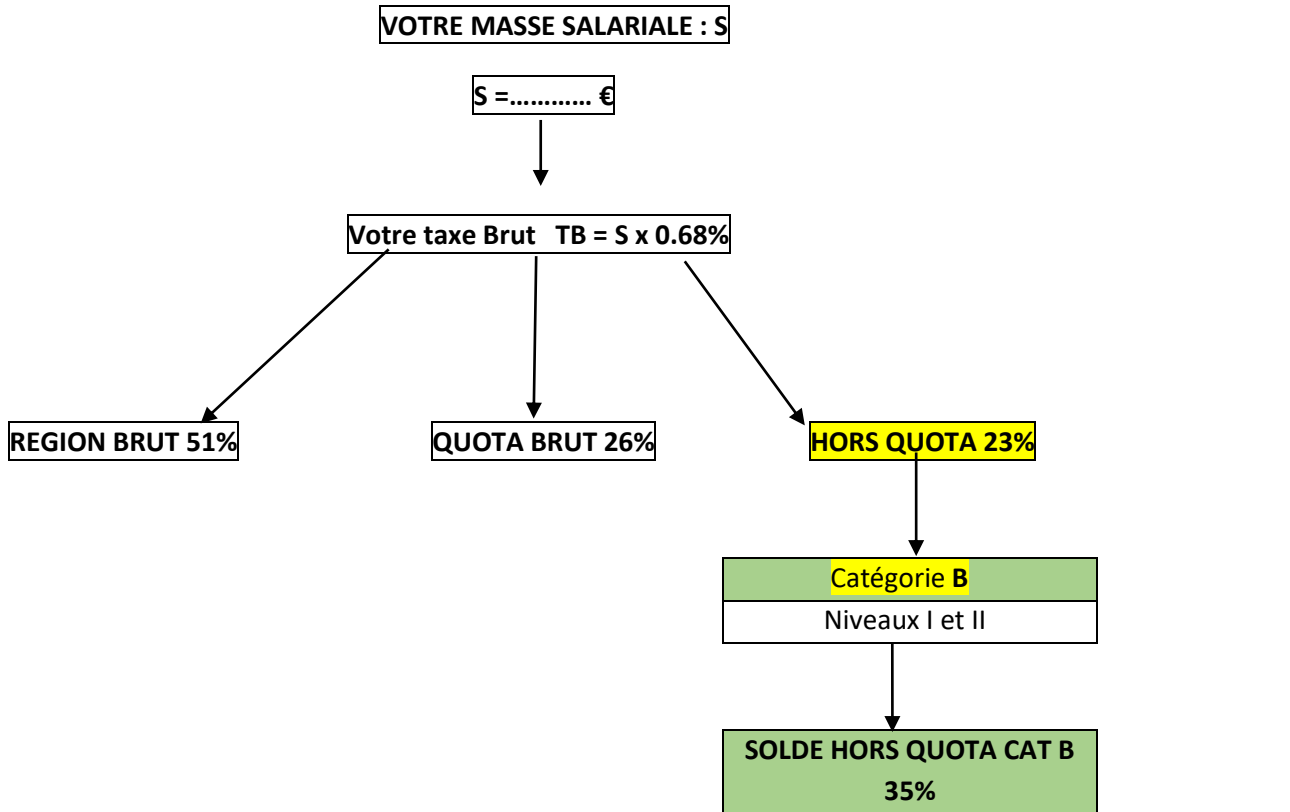 VOTRE MASSE SALARIALE : S
S =………… €
Votre taxe Brut   TB = S x 0.68%
REGION BRUT 51%
QUOTA BRUT 26%
HORS QUOTA 23%
Catégorie B
Niveaux I et II
SOLDE HORS QUOTA CAT B
35%